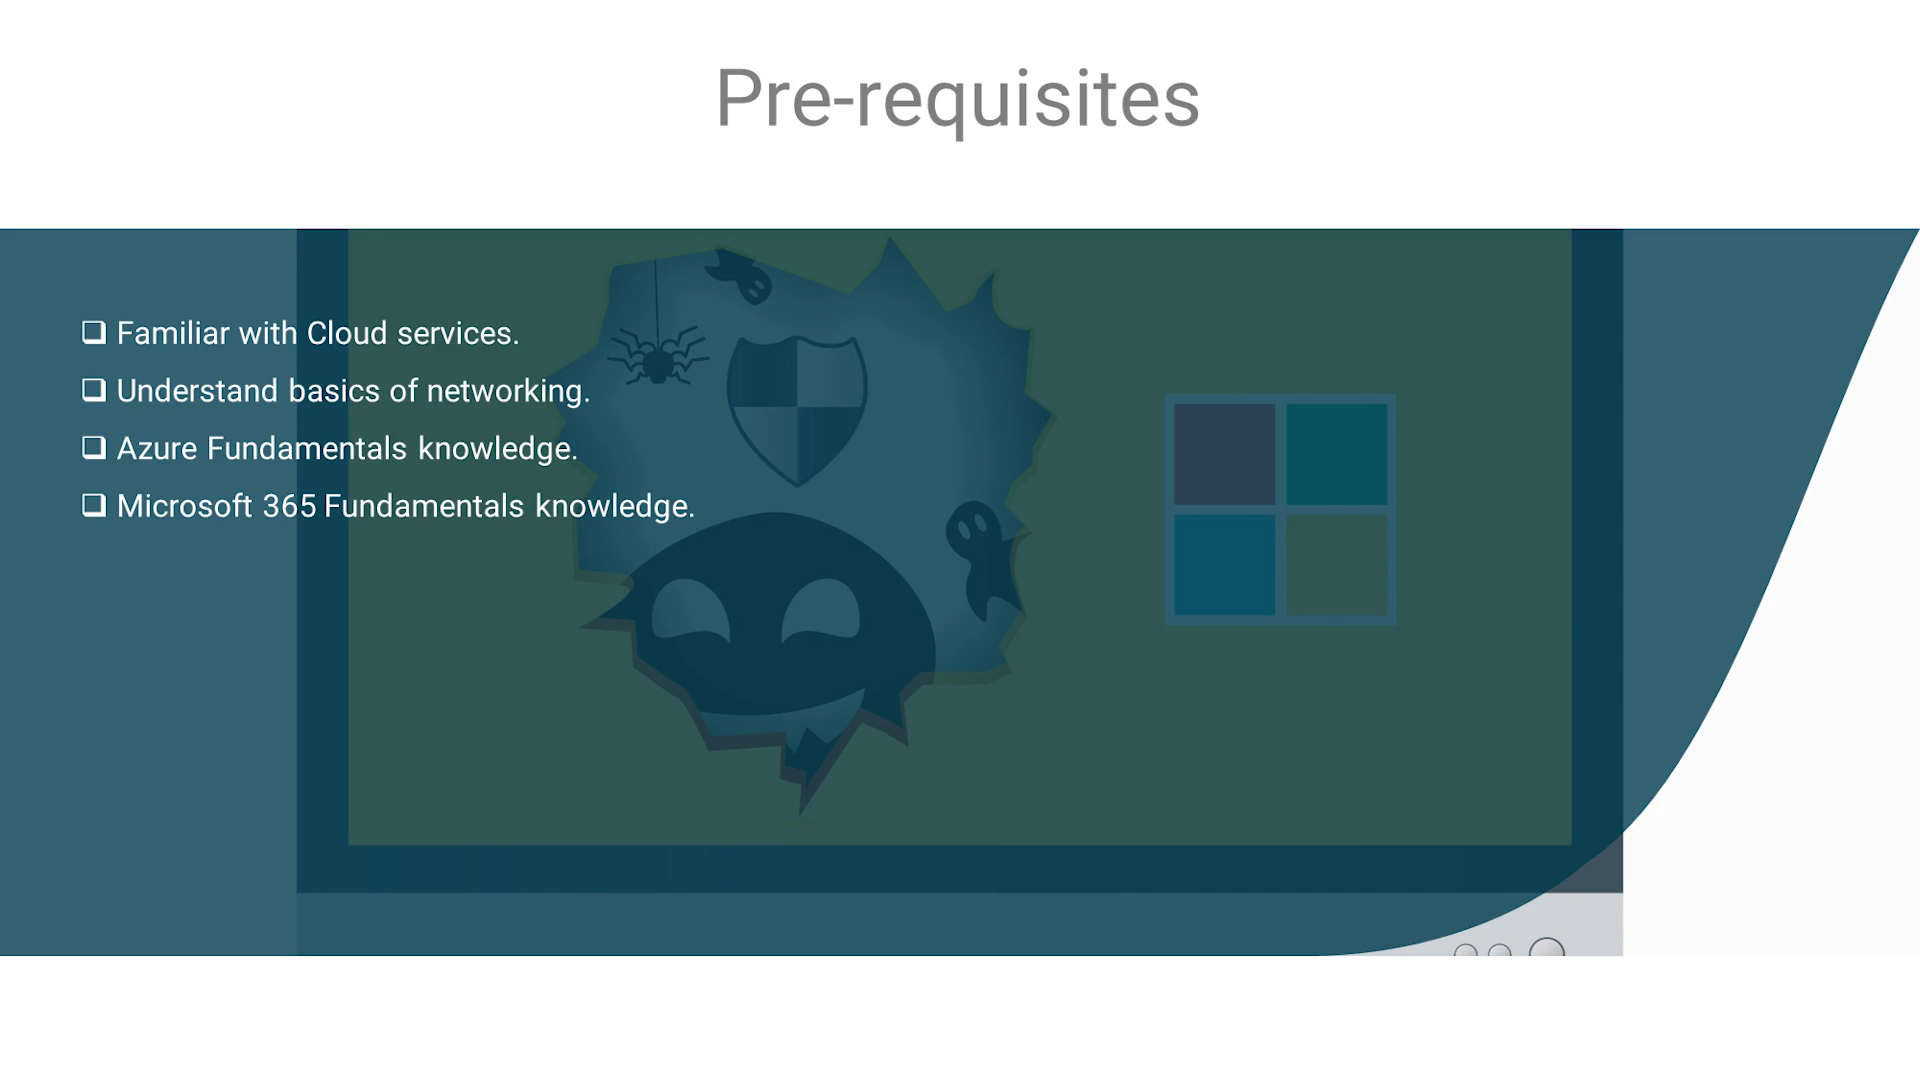 Pre-requisites
❑ Familiar with Cloud services.
❑ Understand basics of networking.
❑ Azure Fundamentals knowledge.
❑ Microsoft 365 Fundamentals knowledge.